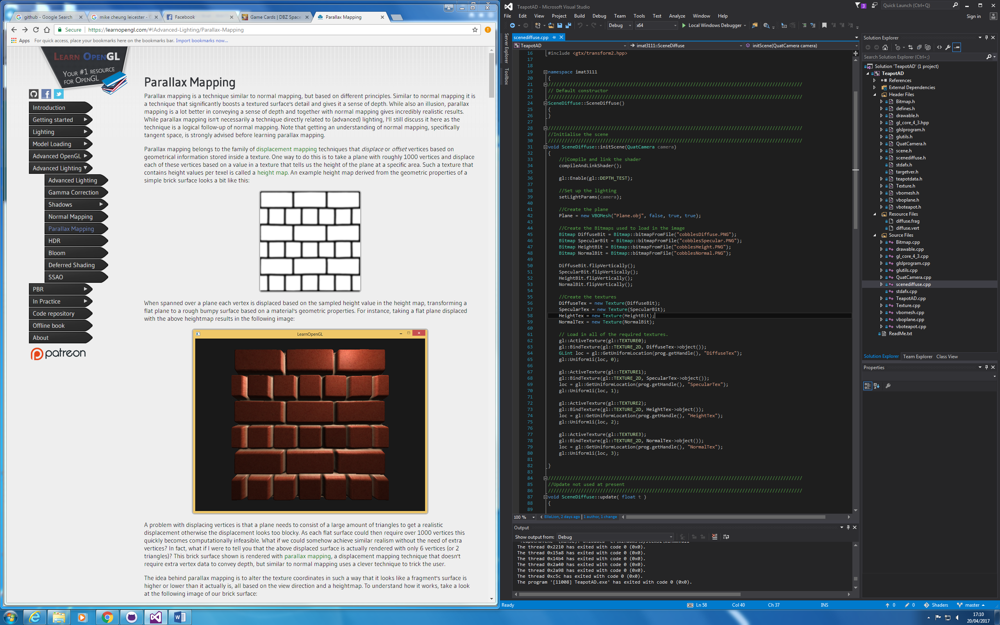 github - Google Search
mike cheung leicester - G
Facebook
Game Cards | DBZ Space
Parallax Mapping
Secure
https://learnopengl.com/#!Advanced-Lighting/Parallax-Mapping
Apps
For quick access, place your bookmarks here on the bookmarks bar. Import bookmarks now...
LEARN OPENGL
YOUR #1 RESOURCE
FOR OPENGL
Introduction
Getting started
Lighting
Model Loading
Advanced OpenGL
Advanced Lighting
Advanced Lighting
Gamma Correction
Shadows
Normal Mapping
Parallax Mapping
HDR
Bloom
Deferred Shading
SSAO
PBR
In Practice
Code repository
Offline book
About
patreon
Parallax Mapping
Parallax mapping is a technique similar to normal mapping, but based on different principles. Similar to normal mapping it is
a technique that significantly boosts a textured surface's detail and gives it a sense of depth. While also an illusion, parallax
mapping is a lot better in conveying a sense of depth and together with normal mapping gives incredibly realistic results.
While parallax mapping isn't necessarily a technique directly related to (advanced) lighting, I'll still discuss it here as the
technique is a logical follow-up of normal mapping. Note that getting an understanding of normal mapping, specifically
tangent space, is strongly advised before learning parallax mapping.
Parallax mapping belongs to the family of displacement mapping techniques that displace or offset vertices based on
geometrical information stored inside a texture. One way to do this is to take a plane with roughly 1000 vertices and displace
each of these vertices based on a value in a texture that tells us the height of the plane at a specific area. Such a texture that
contains height values per texel is called a height map. An example height map derived from the geometric properties of a
simple brick surface looks a bit like this:
When spanned over a plane each vertex is displaced based on the sampled height value in the height map, transforming a
flat plane to a rough bumpy surface based on a material's geometric properties. For instance, taking a flat plane displaced
with the above heightmap results in the following image:
LearnOpenGL
A problem with displacing vertices is that a plane needs to consist of a large amount of triangles to get a realistic
displacement otherwise the displacement looks too blocky. As each flat surface could then require over 1000 vertices this
quickly becomes computationally infeasible. What if we could somehow achieve similar realism without the need of extra
vertices? In fact, what if I were to tell you that the above displaced surface is actually rendered with only 6 vertices (or 2
triangles)? This brick surface shown is rendered with parallax mapping, a displacement mapping technique that doesn't
require extra vertex data to convey depth, but similar to normal mapping uses a clever technique to trick the user.
The idea behind parallax mapping is to alter the texture coordinates in such a way that it looks like a fragment's surface is
higher or lower than it actually is, all based on the view direction and a heightmap. To understand how it works, take a look
at the following image of our brick surface:
TeapotAD - Microsoft Visual Studio
3
Quick Launch (Ctrl+Q)
File Edit View Project Build Debug Team Tools Test Analyze Window Help
Sign in
Debug x64 Local Windows Debugger
Server Explorer
Toolbox
scenediffuse.cpp
TeapotAD imat3111::SceneDiffuse initScene(QuatCamera camera)
16 #include <gtx/transform2.hpp>
17
18
19 namespace imat3111
20 {
21 /////////////////////////////////////////////////////////////////////////////////////////////
22 // Default constructor
23 /////////////////////////////////////////////////////////////////////////////////////////////
24 SceneDiffuse::SceneDiffuse()
25 {
26 }
27
28 /////////////////////////////////////////////////////////////////////////////////////////////
29 //Initialise the scene
30 /////////////////////////////////////////////////////////////////////////////////////////////
31 void SceneDiffuse::initScene(QuatCamera camera)
32 {
33 //|Compile and link the shader
34 compileAndLinkShader();
35
36 gl::Enable(gl::DEPTH_TEST);
37
38 //Set up the lighting
39 setLightParams(camera);
40
41 //Create the plane
42 Plane = new VBOMesh("Plane.obj", false, true, true);
43
44 //Create the Bitmaps used to load in the image
45 Bitmap DiffuseBit = Bitmap::bitmapFromFile("cobblesDiffuse.PNG");
46 Bitmap SpecularBit = Bitmap::bitmapFromFile("cobblesSpecular.PNG");
47 Bitmap HeightBit = Bitmap::bitmapFromFile("cobblesHeight.PNG");
48 Bitmap NormalBit = Bitmap::bitmapFromFile("cobblesNormal.PNG");
49
50 DiffuseBit.flipVertically();
51 SpecularBit.flipVertically();
52 HeightBit.flipVertically();
53 NormalBit.flipVertically();
54
55 //Create the textures
56 DiffuseTex = new Texture(DiffuseBit);
57 SpecularTex = new Texture(SpecularBit);
58 HeightTex = new Texture(HeightBit);
59 NormalTex = new Texture(NormalBit);
60
61 // Load in all of the required textures.
62 gl::ActiveTexture(gl::TEXTURE0);
63 gl::BindTexture(gl::TEXTURE_2D, DiffuseTex->object());
64 GLint loc = gl::GetUniformLocation(prog.getHandle(), "DiffuseTex");
65 gl::Uniform1i(loc, 0);
66
67 gl::ActiveTexture(gl::TEXTURE1);
68 gl::BindTexture(gl::TEXTURE_2D, SpecularTex->object());
69 loc = gl::GetUniformLocation(prog.getHandle(), "SpecularTex");
70 gl::Uniform1i(loc, 1);
71
72 gl::ActiveTexture(gl::TEXTURE2);
73 gl::BindTexture(gl::TEXTURE_2D, HeightTex->object());
74 loc = gl::GetUniformLocation(prog.getHandle(), "HeightTex");
75 gl::Uniform1i(loc, 2);
76
77 gl::ActiveTexture(gl::TEXTURE3);
78 gl::BindTexture(gl::TEXTURE_2D, NormalTex->object());
79 loc = gl::GetUniformLocation(prog.getHandle(), "NormalTex");
80 gl::Uniform1i(loc, 3);
81
82 }
83
84 /////////////////////////////////////////////////////////////////////////////////////////////
85 //Update not used at present
86 /////////////////////////////////////////////////////////////////////////////////////////////
87 void SceneDiffuse::update( float t )
88 {
89
100 % EllaLion, 2 days ago | 1 author, 1 change
Output
Show output from: Debug
The thread 0x2210 has exited with code 0 (0x0).
The thread 0x15a8 has exited with code 0 (0x0).
The thread 0x14b4 has exited with code 0 (0x0).
The thread 0x2a40 has exited with code 0 (0x0).
The thread 0x2a98 has exited with code 0 (0x0).
The thread 0xc5c has exited with code 0 (0x0).
The program '[11008] TeapotAD.exe' has exited with code 0 (0x0).
Solution Explorer
Search Solution Explorer (Ctrl+;)
Solution 'TeapotAD' (1 project)
TeapotAD
References
External Dependencies
Header Files
Bitmap.h
defines.h
drawable.h
gl_core_4_3.hpp
glslprogram.h
glutils.h
QuatCamera.h
scene.h
scenediffuse.h
stdafx.h
targetver.h
teapotdata.h
Texture.h
vbomesh.h
vboplane.h
vboteapot.h
Resource Files
diffuse.frag
diffuse.vert
Source Files
Bitmap.cpp
drawable.cpp
gl_core_4_3.cpp
glslprogram.cpp
glutils.cpp
QuatCamera.cpp
scenediffuse.cpp
stdafx.cpp
TeapotAD.cpp
Texture.cpp
vbomesh.cpp
vboplane.cpp
vboteapot.cpp
ReadMe.txt
Solution Explorer Team Explorer Class View
Properties
Ready Ln 58 Col 40 Ch 37 INS 0 0 Shaders master
17:10
20/04/2017